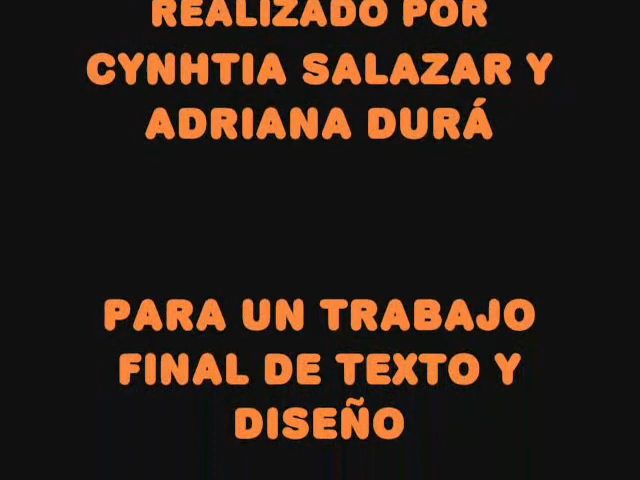 REALIZADO POR
CYNHTIA SALAZAR Y
ADRIANA DURÁ
PARA UN TRABAJO
FINAL DE TEXTO Y
DISEÑO